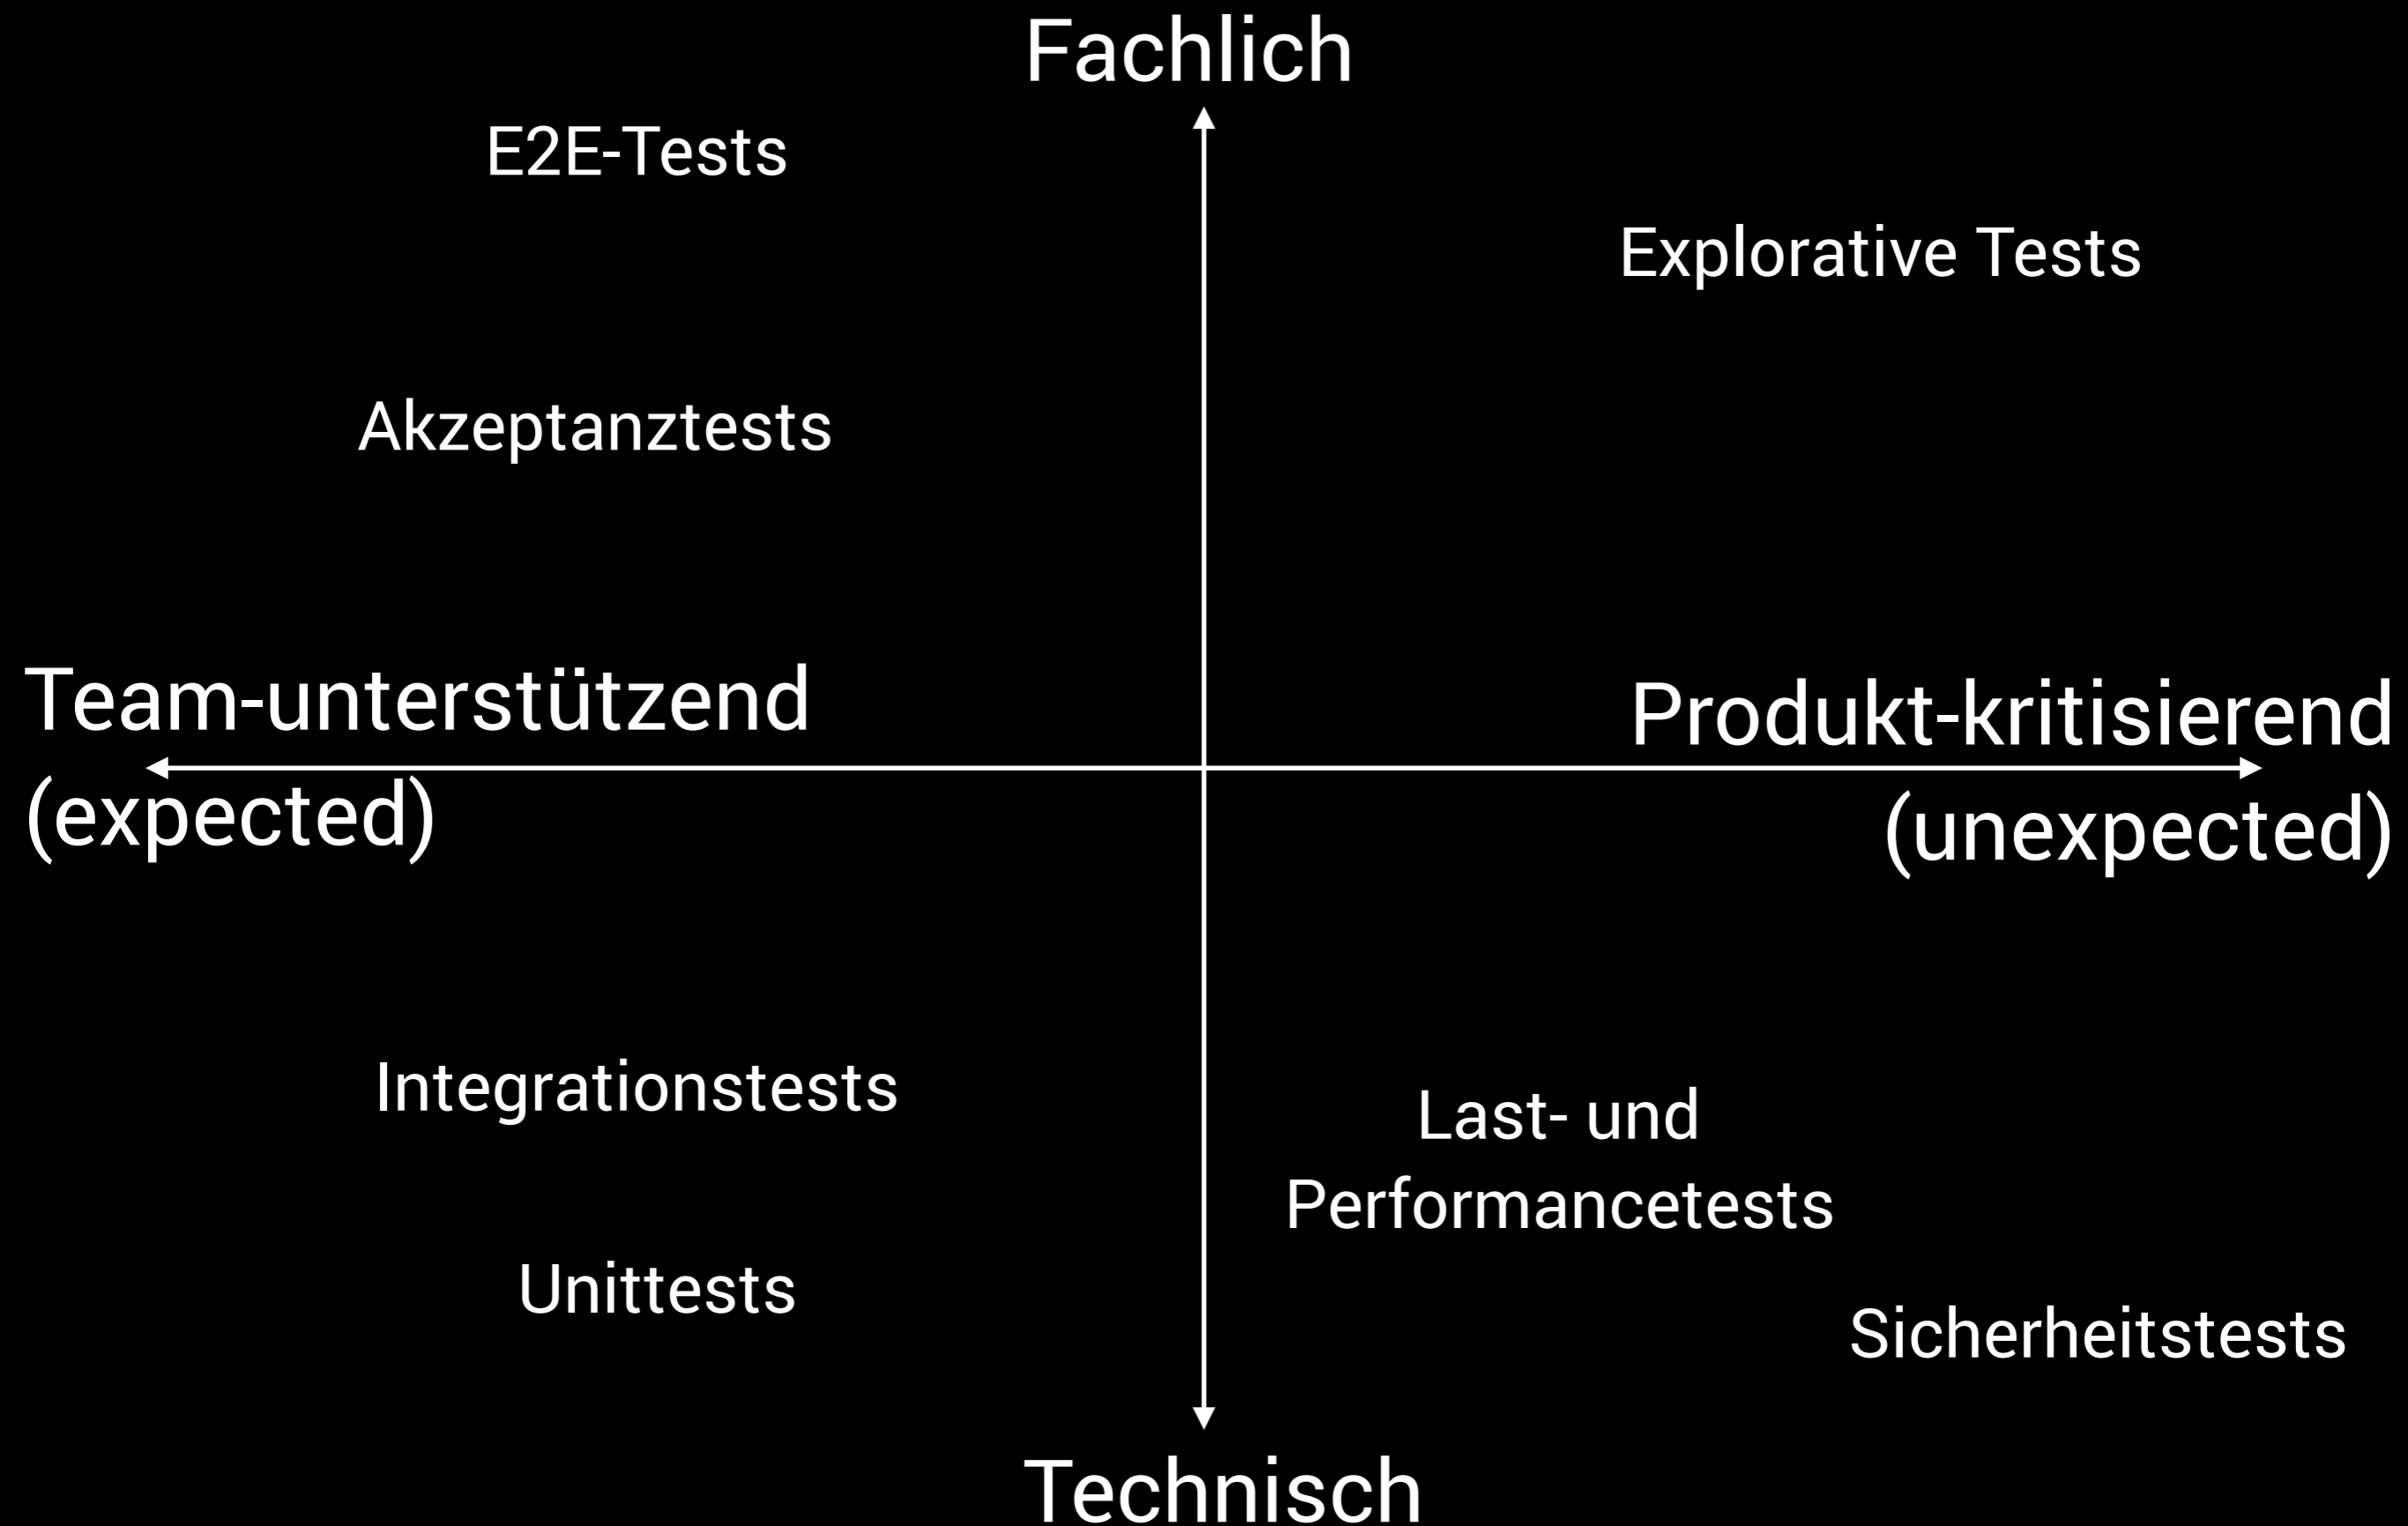 Fachlich
E2E-Tests
Explorative Tests
Akzeptanztests
Team-unterstützend
(expected)
Produkt-kritisierend
(unexpected)
Integrationstests
Last- und
Performancetests
Unittests
Sicherheitstests
Technisch